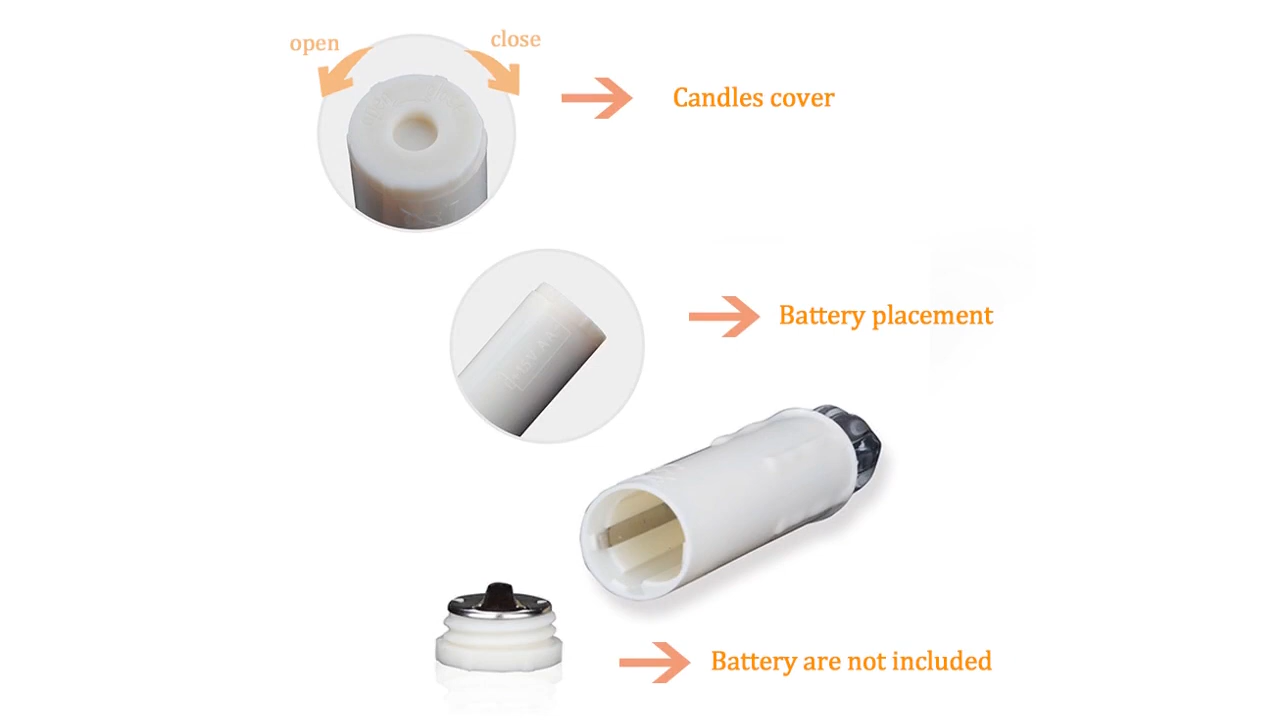 open
close
Candles cover
Battery placement
Battery are not included